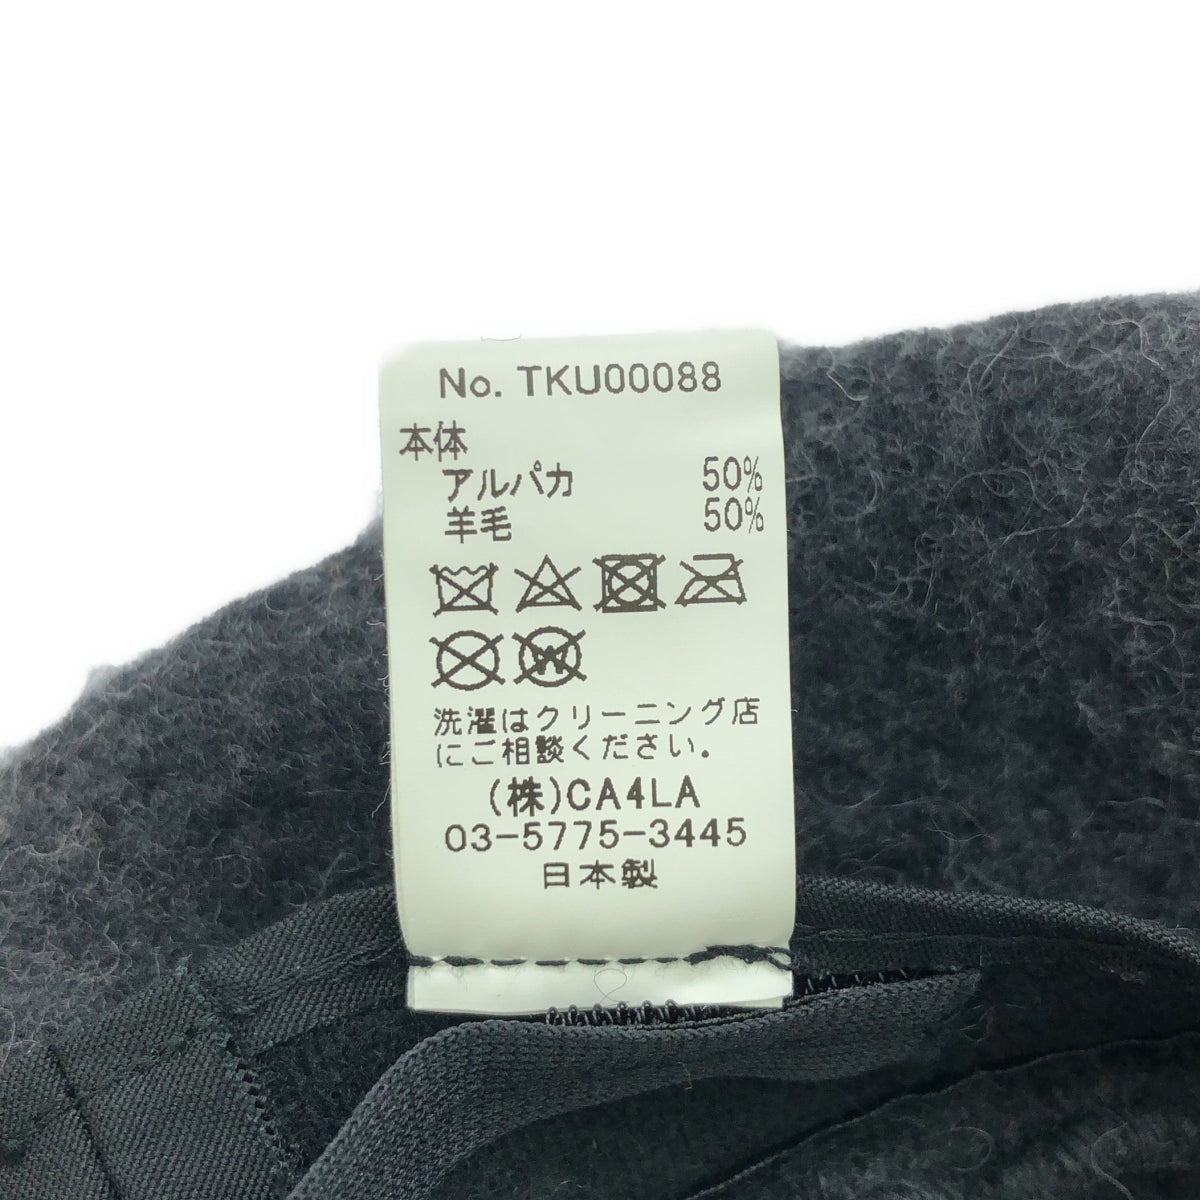 No. TKU00088
本体
アルパカ 50%
羊毛 50%
W
洗濯はクリーニング店
にご相談ください。
(株)CA4LA
03-5775-3445
日本製